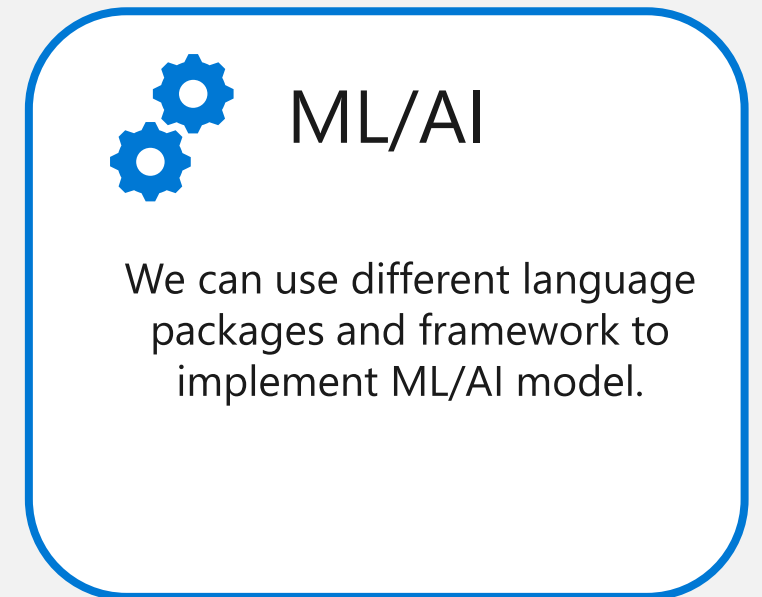 ML/AI
We can use different language
packages and framework to
implement ML/AI model.